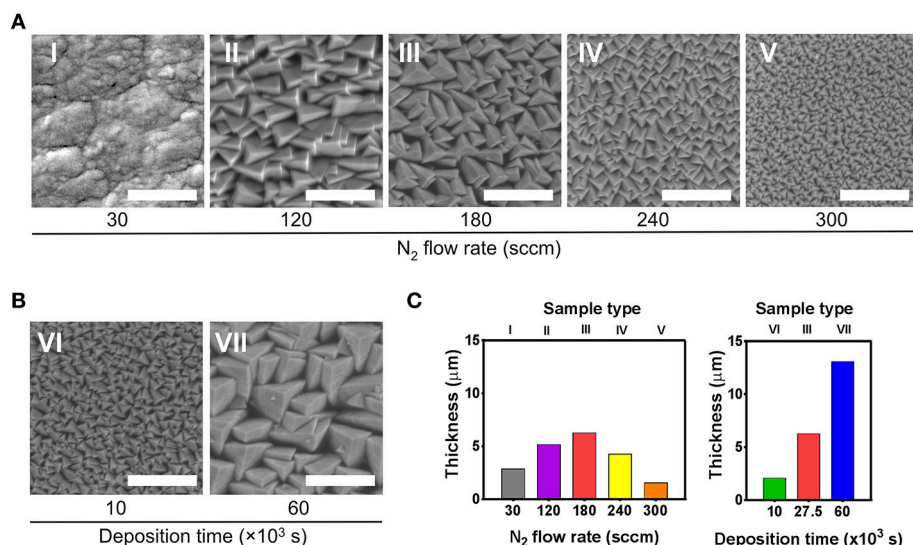 A
I II III IV V
30 120 180 240 300
N₂ flow rate (sccm)
B
VI VII
10 60
Deposition time (×10³ s)
C
Sample type
I II III IV V
15
10
5
0
Thickness (μm)
30 120 180 240 300
N₂ flow rate (sccm)
Sample type
VI III VII
15
10
5
0
Thickness (μm)
10 27.5 60
Deposition time (x10³ s)